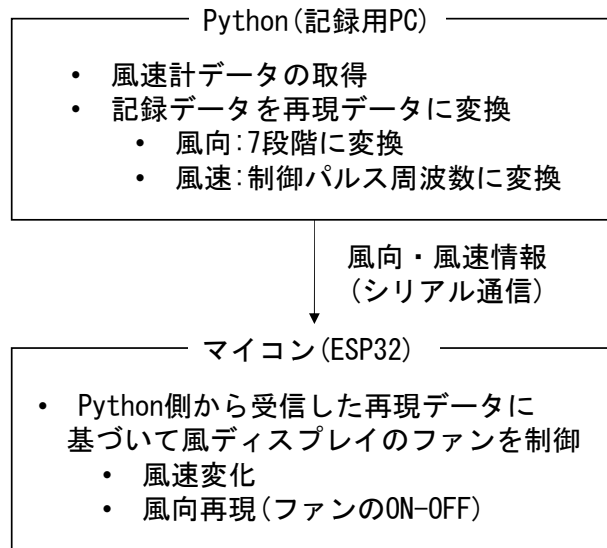 Python(記録用PC)
• 風速計データの取得
• 記録データを再現データに変換
• 風向:7段階に変換
• 風速:制御パルス周波数に変換
風向・風速情報
(シリアル通信)
マイコン(ESP32)
• Python側から受信した再現データに
基づいて風ディスプレイのファンを制御
• 風速変化
• 風向再現(ファンのON-OFF)